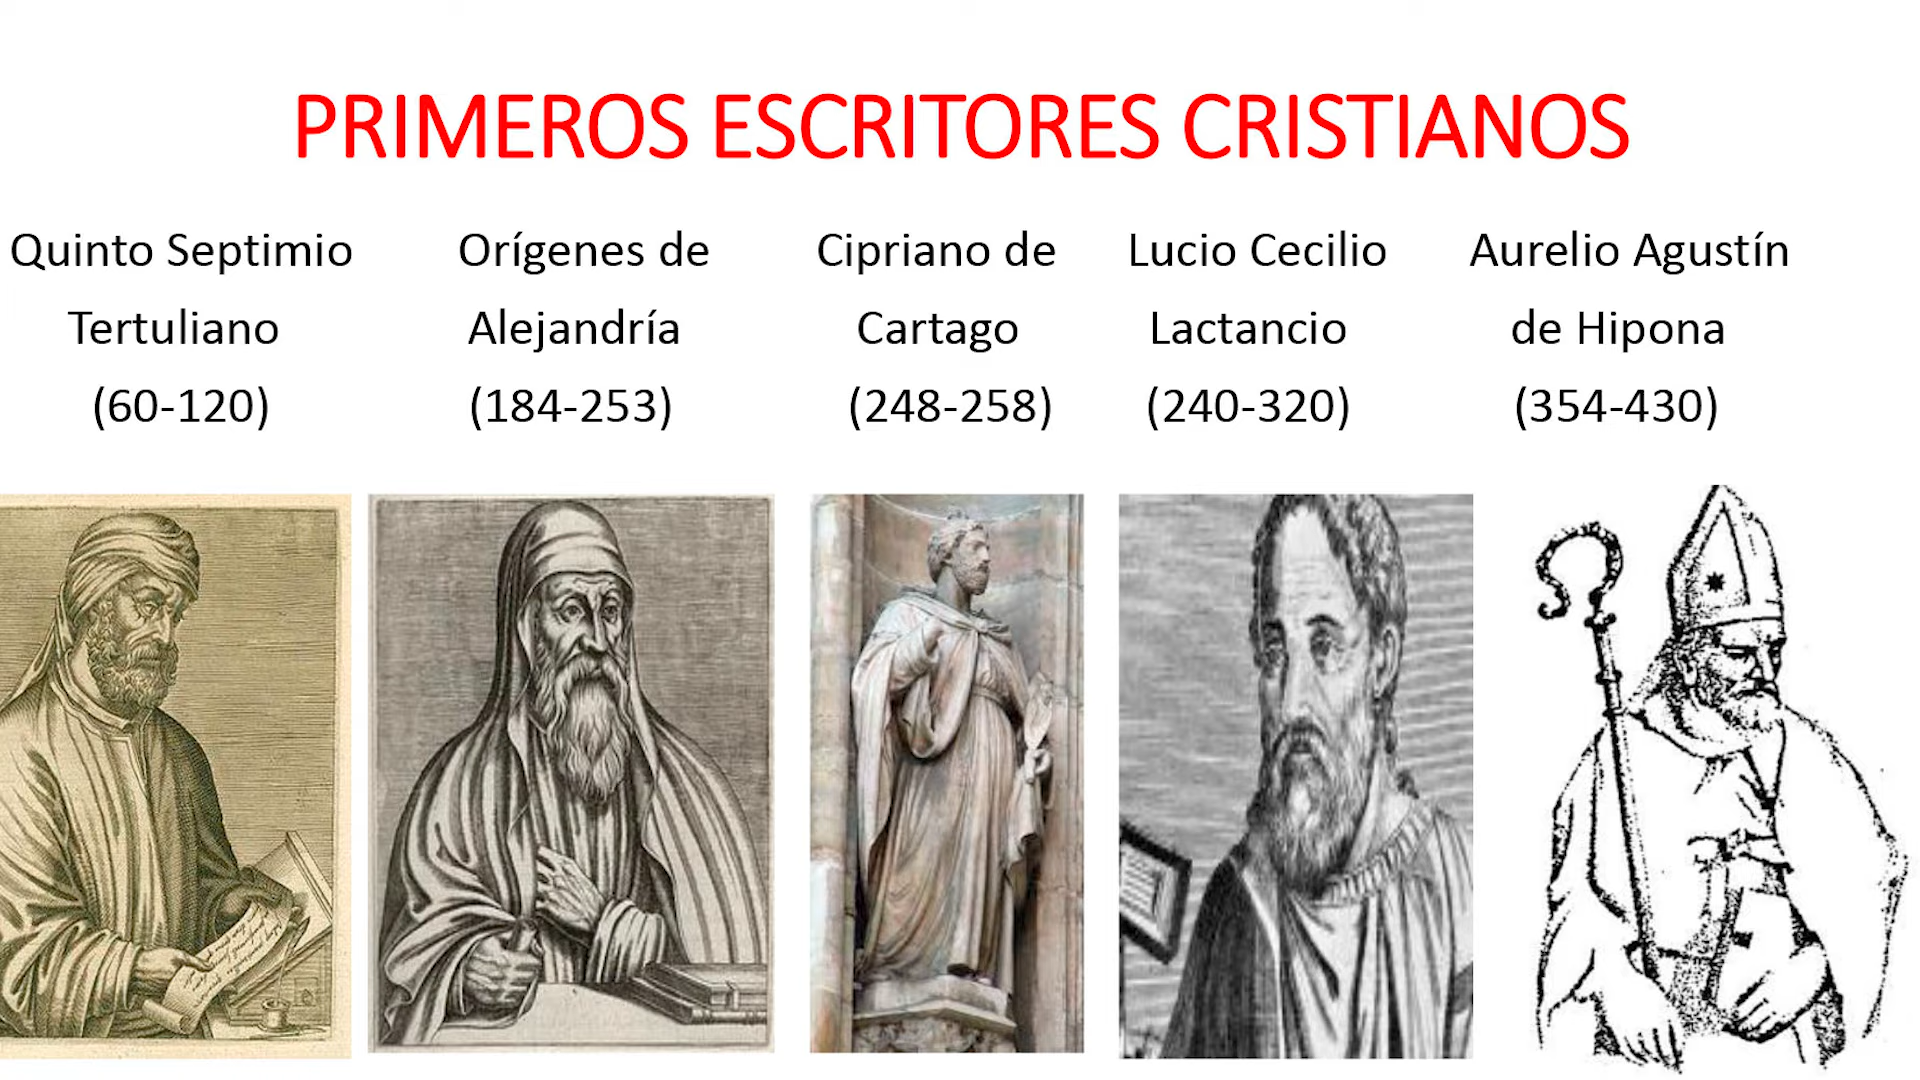 PRIMEROS ESCRITORES CRISTIANOS
Quinto Septimio
Tertuliano
(60-120)
Orígenes de
Alejandría
(184-253)
Cipriano de
Cartago
(248-258)
Lucio Cecilio
Lactancio
(240-320)
Aurelio Agustín
de Hipona
(354-430)